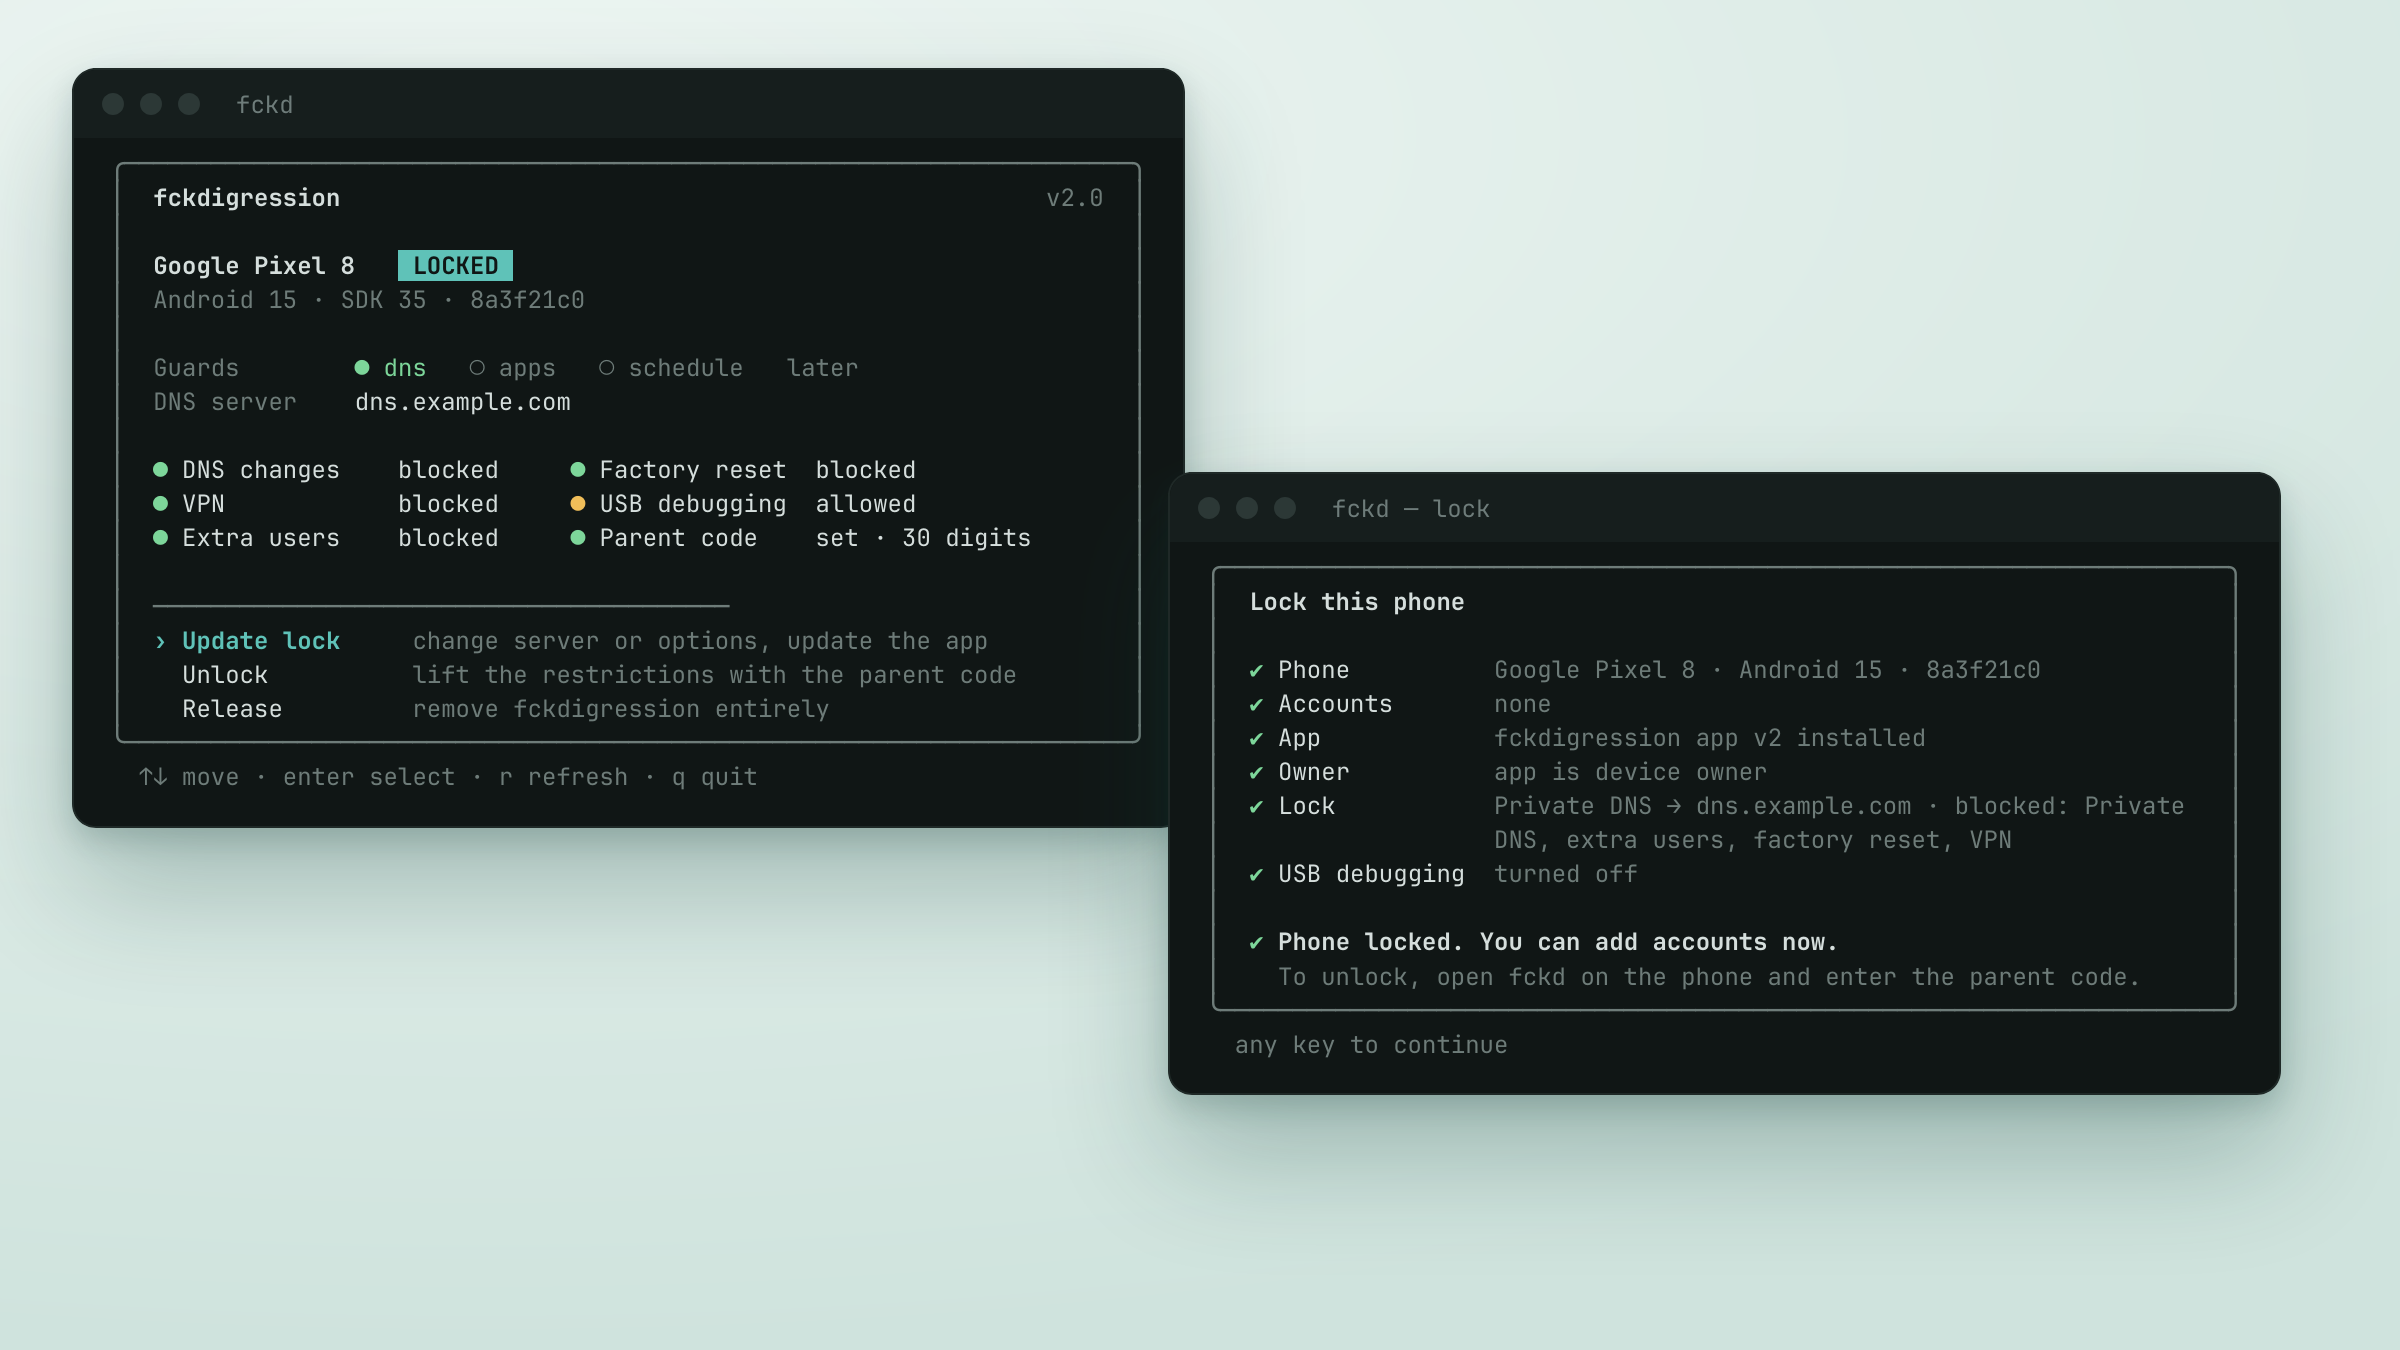 fckd
fckdigression v2.0
Google Pixel 8 LOCKED
Android 15 · SDK 35 · 8a3f21c0
Guards ● dns ○ apps ○ schedule later
DNS server dns.example.com
● DNS changes blocked ● Factory reset blocked
● VPN blocked ● USB debugging allowed
● Extra users blocked ● Parent code set · 30 digits
› Update lock change server or options, update the app
Unlock lift the restrictions with the parent code
Release remove fckdigression entirely
↑↓ move · enter select · r refresh · q quit
fckd — lock
Lock this phone
✔ Phone Google Pixel 8 · Android 15 · 8a3f21c0
✔ Accounts none
✔ App fckdigression app v2 installed
✔ Owner app is device owner
✔ Lock Private DNS → dns.example.com · blocked: Private
DNS, extra users, factory reset, VPN
✔ USB debugging turned off
✔ Phone locked. You can add accounts now.
To unlock, open fckd on the phone and enter the parent code.
any key to continue